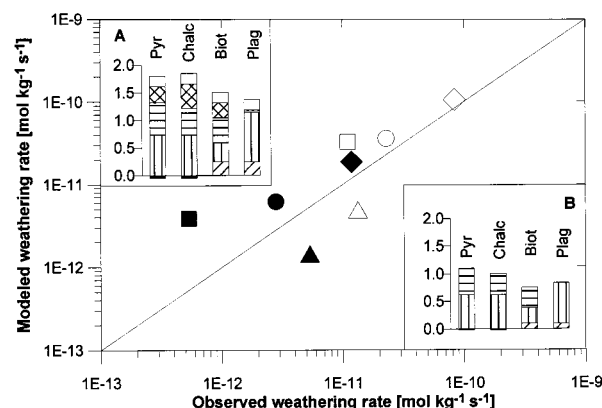 1E-9
1E-10
1E-11
1E-12
1E-13
Modeled weathering rate [mol kg-1 s-1]
A
Pyr
Chalc
Biot
Plag
2.0
1.5
1.0
0.5
0.0
B
Pyr
Chalc
Biot
Plag
2.0
1.5
1.0
0.5
0.0
1E-13
1E-12
1E-11
1E-10
1E-9
Observed weathering rate [mol kg-1 s-1]